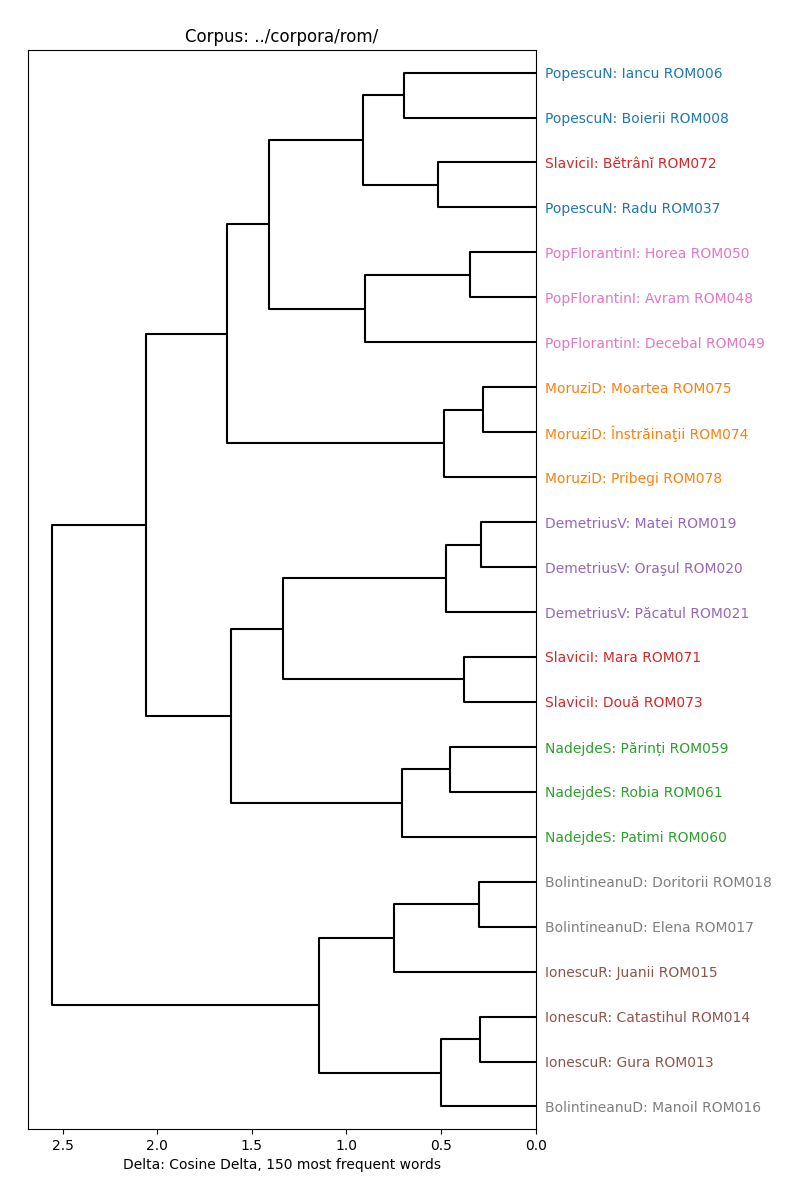 Corpus: ../corpora/rom/
PopescuN: Iancu ROM006
PopescuN: Boierii ROM008
SlaviciI: Bĕtrânĭ ROM072
PopescuN: Radu ROM037
PopFlorantinI: Horea ROM050
PopFlorantinI: Avram ROM048
PopFlorantinI: Decebal ROM049
MoruziD: Moartea ROM075
MoruziD: Înstrăinaţii ROM074
MoruziD: Pribegi ROM078
DemetriusV: Matei ROM019
DemetriusV: Oraşul ROM020
DemetriusV: Păcatul ROM021
SlaviciI: Mara ROM071
SlaviciI: Două ROM073
NadejdeS: Părinți ROM059
NadejdeS: Robia ROM061
NadejdeS: Patimi ROM060
BolintineanuD: Doritorii ROM018
BolintineanuD: Elena ROM017
IonescuR: Juanii ROM015
IonescuR: Catastihul ROM014
IonescuR: Gura ROM013
BolintineanuD: Manoil ROM016
2.5 2.0 1.5 1.0 0.5 0.0
Delta: Cosine Delta, 150 most frequent words